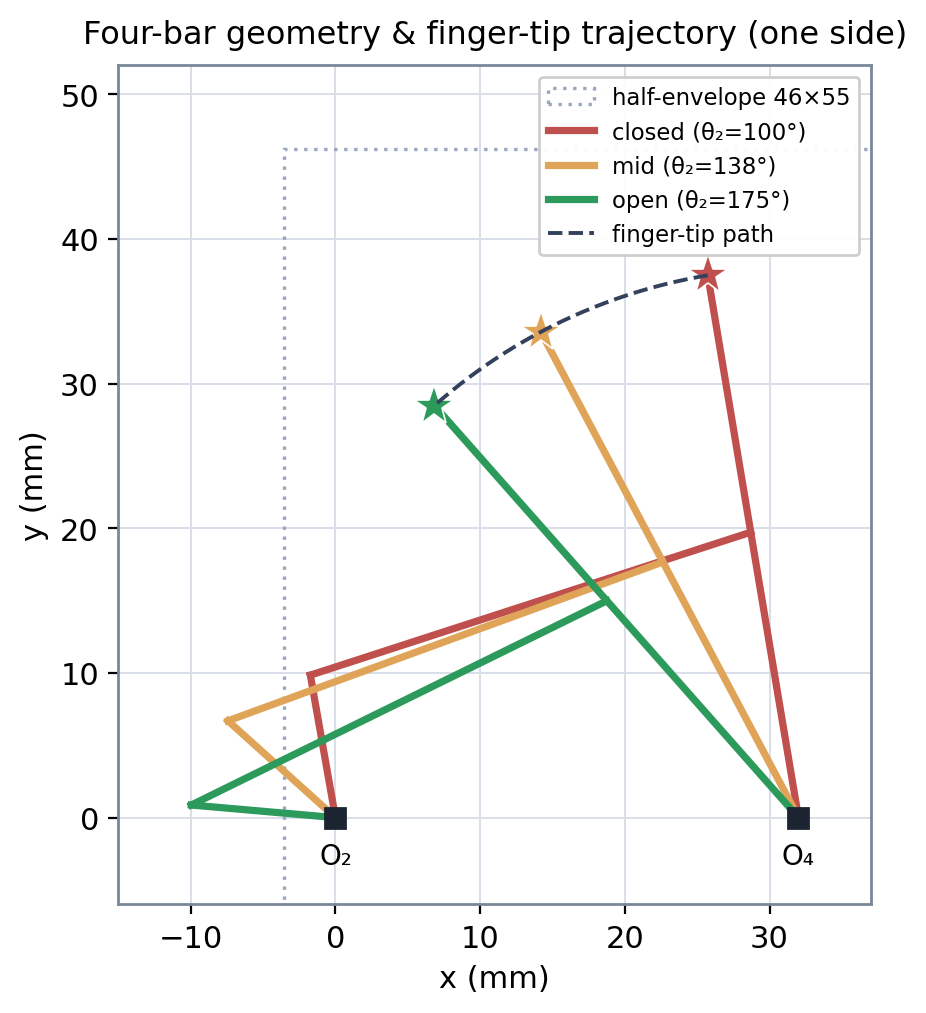 Four-bar geometry & finger-tip trajectory (one side)
half-envelope 46×55
closed (θ₂=100°)
mid (θ₂=138°)
open (θ₂=175°)
finger-tip path
50
40
30
20
10
0
y (mm)
O₂
O₄
−10
0
10
20
30
x (mm)